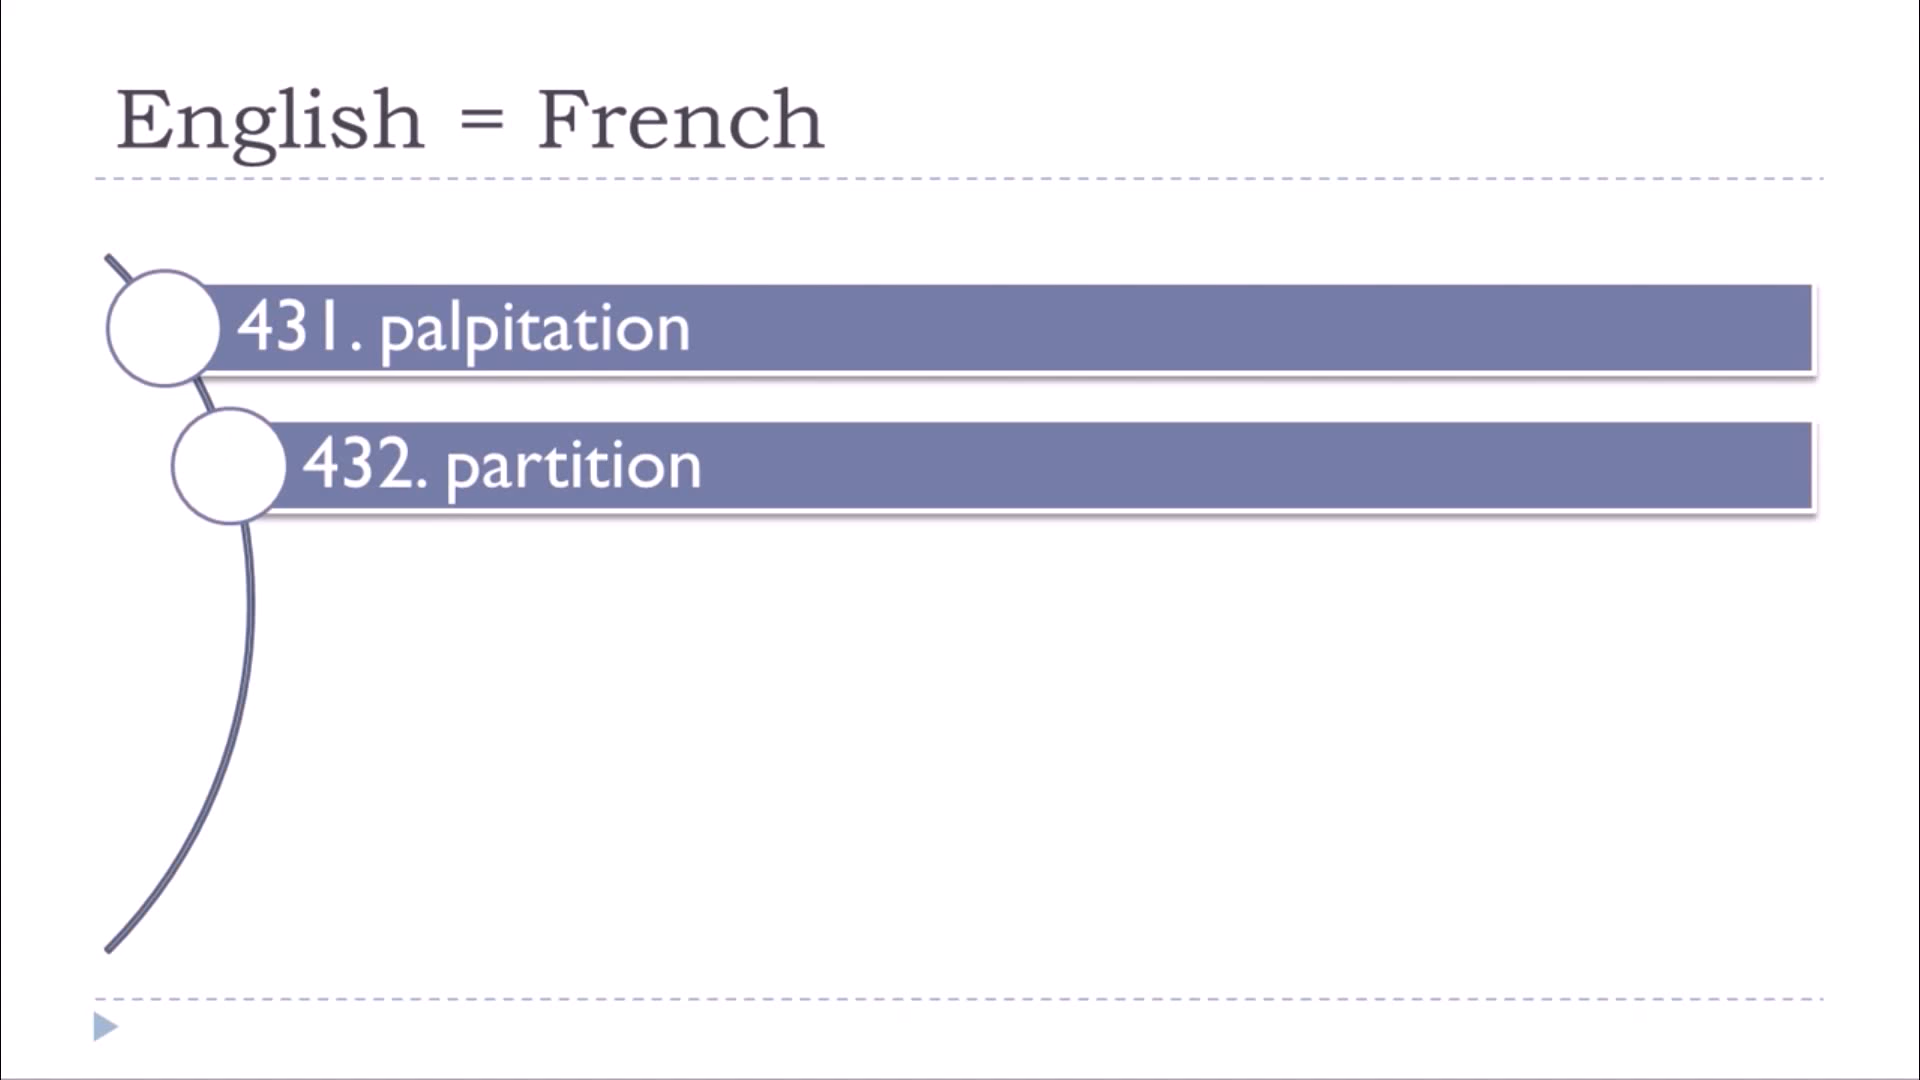 English = French
431. palpitation
432. partition